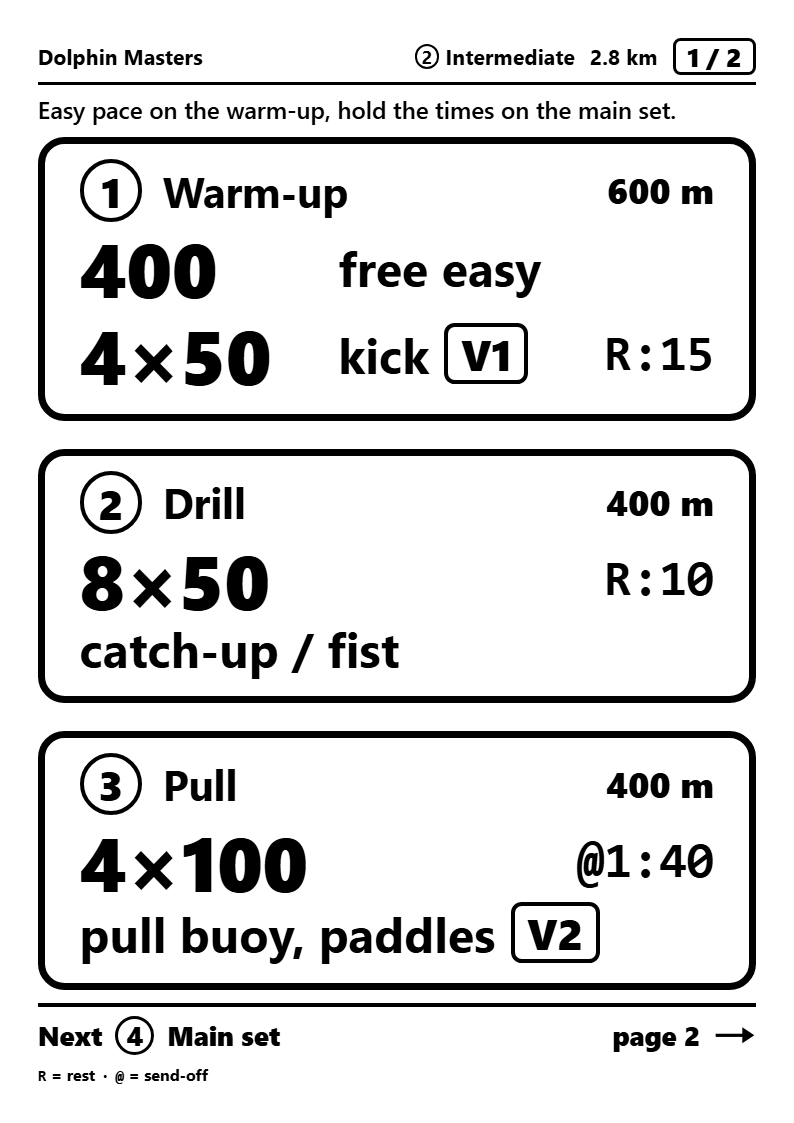 Dolphin Masters ② Intermediate 2.8 km 1 / 2
Easy pace on the warm-up, hold the times on the main set.
① Warm-up 600 m
400 free easy
4×50 kick V1 R:15
② Drill 400 m
8×50 R:10
catch-up / fist
③ Pull 400 m
4×100 @1:40
pull buoy, paddles V2
Next ④ Main set page 2 →
R = rest · @ = send-off